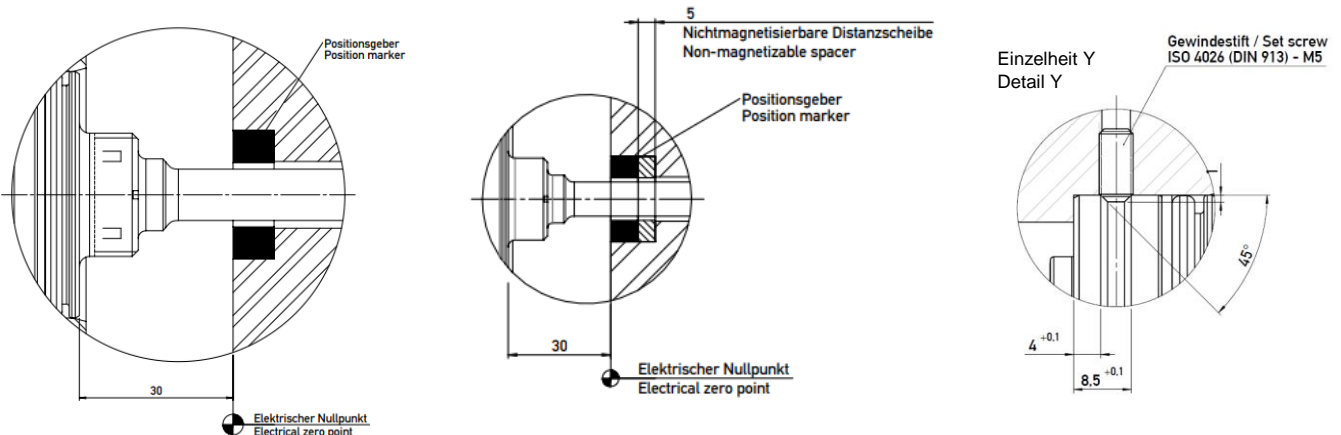 Positionsgeber
Position marker
30
Elektrischer Nullpunkt
Electrical zero point
5
Nichtmagnetisierbare Distanzscheibe
Non-magnetizable spacer
Positionsgeber
Position marker
30
Elektrischer Nullpunkt
Electrical zero point
Einzelheit Y
Detail Y
Gewindestift / Set screw
ISO 4026 (DIN 913) - M5
1
45°
4 +0,1
8,5 +0,1